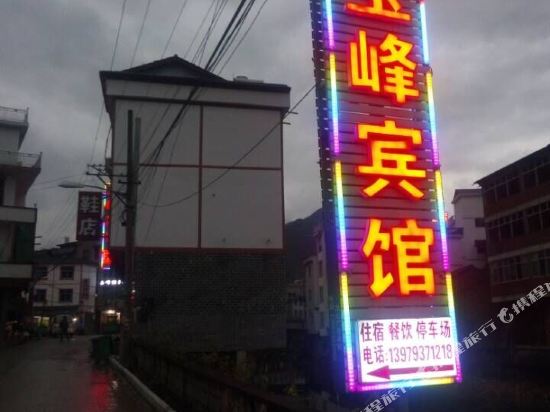 玉峰宾馆
住宿 餐饮 停车场
电话:13979371218
鞋店
携程旅行